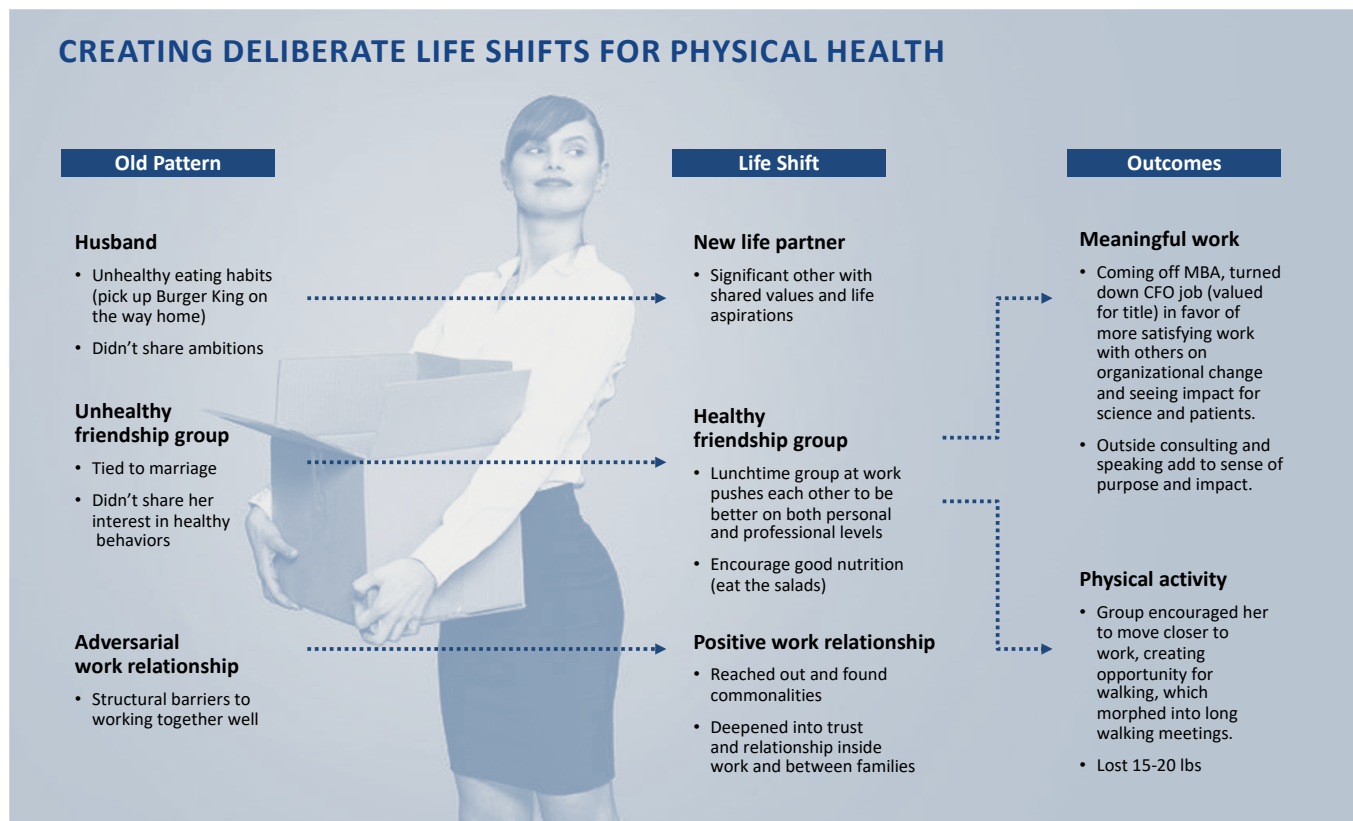 CREATING DELIBERATE LIFE SHIFTS FOR PHYSICAL HEALTH
Old Pattern
Husband
• Unhealthy eating habits
(pick up Burger King on
the way home)
• Didn’t share ambitions
Unhealthy
friendship group
• Tied to marriage
• Didn’t share her
interest in healthy
behaviors
Adversarial
work relationship
• Structural barriers to
working together well
Life Shift
New life partner
• Significant other with
shared values and life
aspirations
Healthy
friendship group
• Lunchtime group at work
pushes each other to be
better on both personal
and professional levels
• Encourage good nutrition
(eat the salads)
Positive work relationship
• Reached out and found
commonalities
• Deepened into trust
and relationship inside
work and between families
Outcomes
Meaningful work
• Coming off MBA, turned
down CFO job (valued
for title) in favor of
more satisfying work
with others on
organizational change
and seeing impact for
science and patients.
• Outside consulting and
speaking add to sense of
purpose and impact.
Physical activity
• Group encouraged her
to move closer to
work, creating
opportunity for
walking, which
morphed into long
walking meetings.
• Lost 15-20 lbs